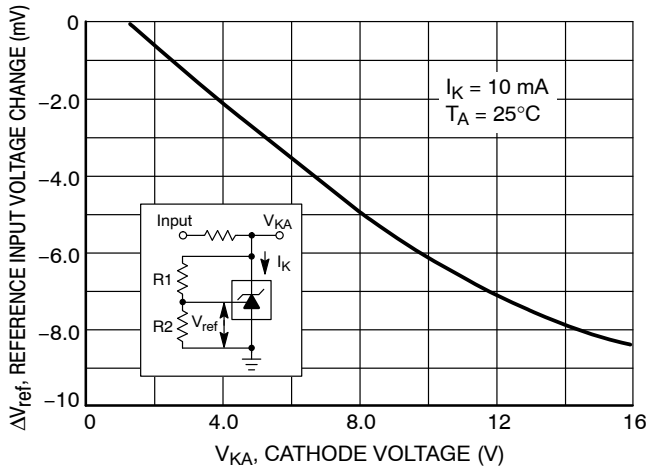 ΔVref, REFERENCE INPUT VOLTAGE CHANGE (mV)
0
−2.0
−4.0
−6.0
−8.0
−10
IK = 10 mA
TA = 25°C
Input
VKA
IK
R1
R2
Vref
0
4.0
8.0
12
16
VKA, CATHODE VOLTAGE (V)